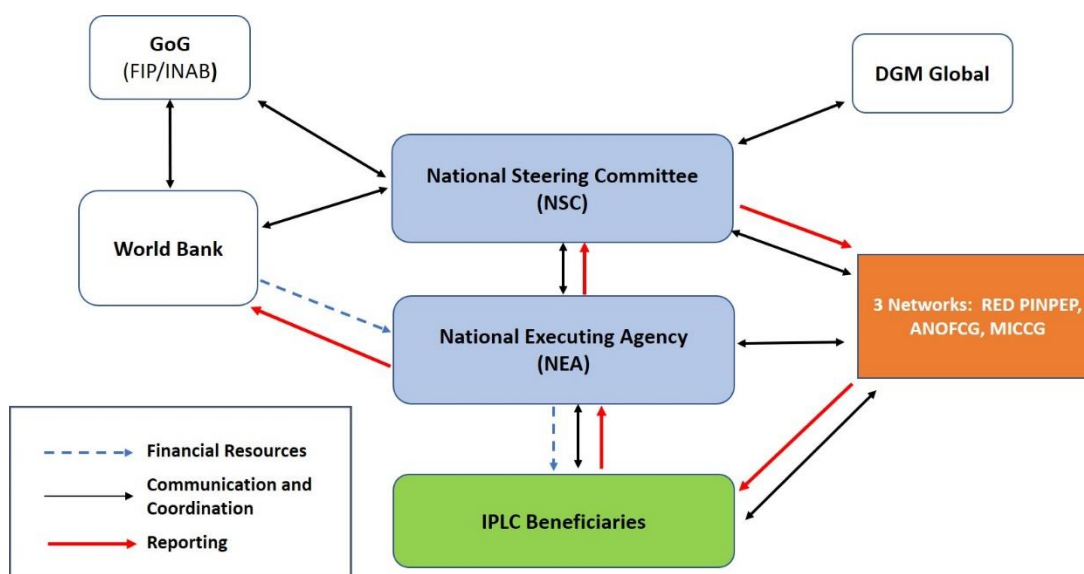 GoG
(FIP/INAB)
DGM Global
National Steering Committee
(NSC)
World Bank
3 Networks: RED PINPEP,
ANOFCG, MICCG
National Executing Agency
(NEA)
Financial Resources
Communication and
Coordination
Reporting
IPLC Beneficiaries